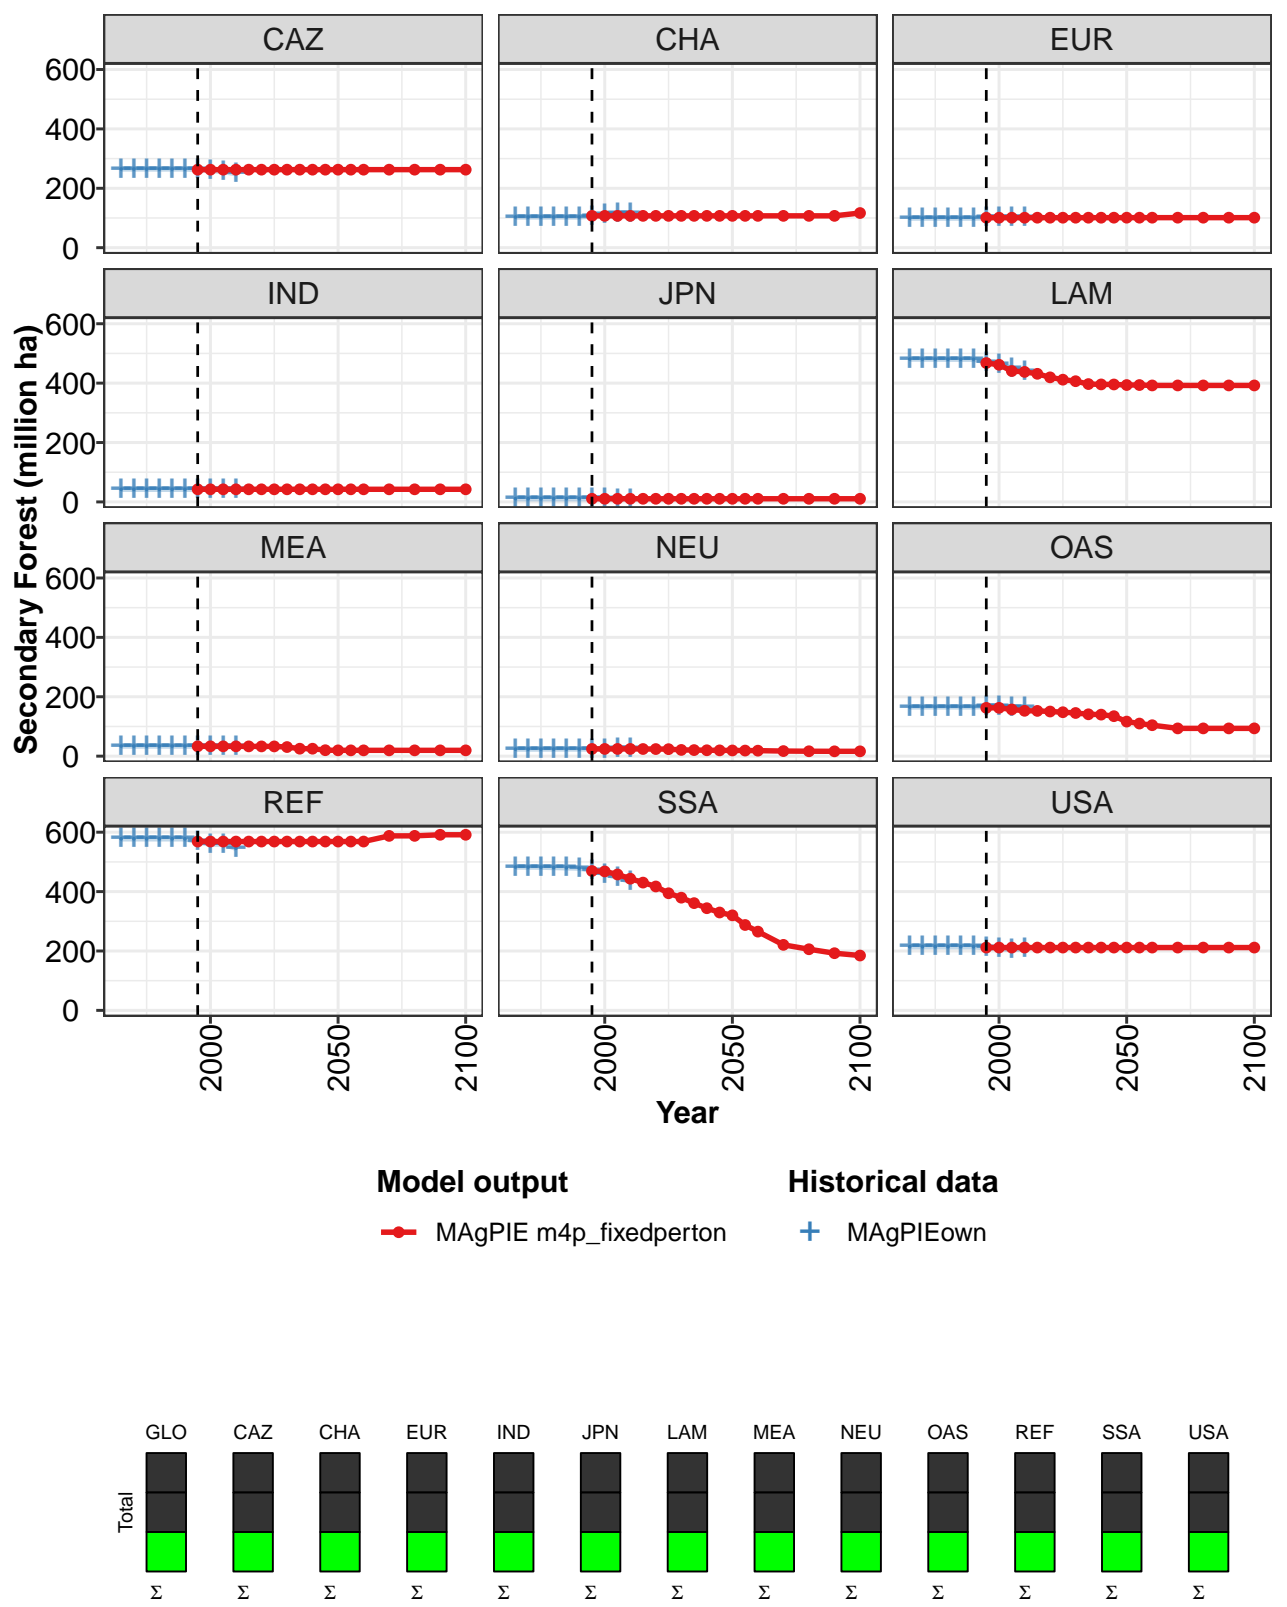 CAZ CHA EUR
600
400
200
0
IND JPN LAM
600
400
200
0
MEA NEU OAS
600
400
200
0
REF SSA USA
600
400
200
0
Secondary Forest (million ha)
2000 2050 2100 2000 2050 2100 2000 2050 2100
Year
Model output Historical data
MAgPIE m4p_fixedperton MAgPIEown
GLO CAZ CHA EUR IND JPN LAM MEA NEU OAS REF SSA USA
Total
Σ Σ Σ Σ Σ Σ Σ Σ Σ Σ Σ Σ Σ